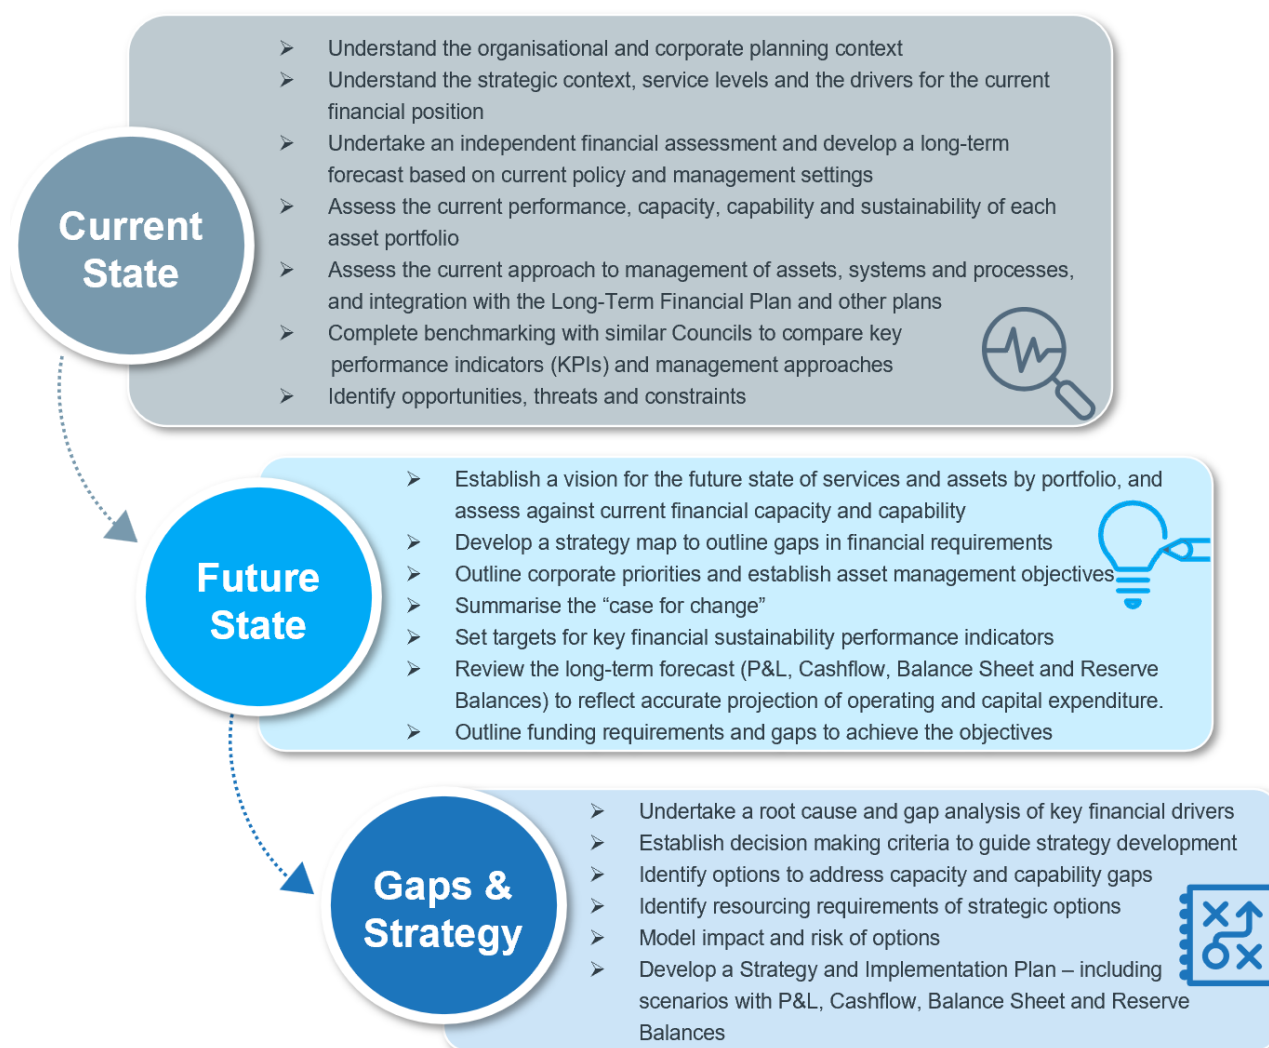 ➢ Understand the organisational and corporate planning context
➢ Understand the strategic context, service levels and the drivers for the current
financial position
➢ Undertake an independent financial assessment and develop a long-term
forecast based on current policy and management settings
➢ Assess the current performance, capacity, capability and sustainability of each
asset portfolio
➢ Assess the current approach to management of assets, systems and processes,
and integration with the Long-Term Financial Plan and other plans
➢ Complete benchmarking with similar Councils to compare key
performance indicators (KPIs) and management approaches
➢ Identify opportunities, threats and constraints
Current
State
➢ Establish a vision for the future state of services and assets by portfolio, and
assess against current financial capacity and capability
➢ Develop a strategy map to outline gaps in financial requirements
➢ Outline corporate priorities and establish asset management objectives
➢ Summarise the “case for change”
➢ Set targets for key financial sustainability performance indicators
➢ Review the long-term forecast (P&L, Cashflow, Balance Sheet and Reserve
Balances) to reflect accurate projection of operating and capital expenditure.
➢ Outline funding requirements and gaps to achieve the objectives
Future
State
➢ Undertake a root cause and gap analysis of key financial drivers
➢ Establish decision making criteria to guide strategy development
➢ Identify options to address capacity and capability gaps
➢ Identify resourcing requirements of strategic options
➢ Model impact and risk of options
➢ Develop a Strategy and Implementation Plan – including
scenarios with P&L, Cashflow, Balance Sheet and Reserve
Balances
Gaps &
Strategy